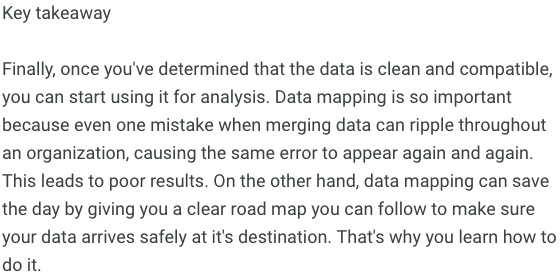 Key takeaway
Finally, once you've determined that the data is clean and compatible,
you can start using it for analysis. Data mapping is so important
because even one mistake when merging data can ripple throughout
an organization, causing the same error to appear again and again.
This leads to poor results. On the other hand, data mapping can save
the day by giving you a clear road map you can follow to make sure
your data arrives safely at it's destination. That's why you learn how to
do it.